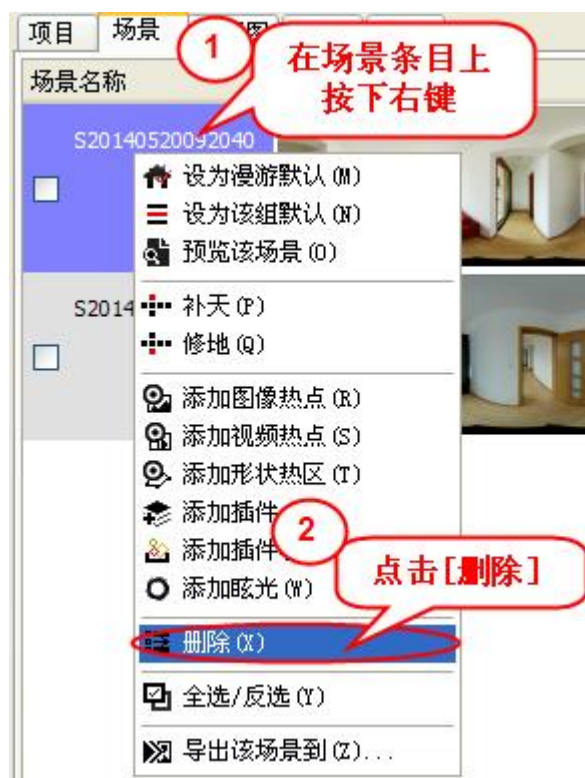 项目
场景
图
1
在场景条目上
按下右键
场景名称
S20140520092040
设为漫游默认(M)
设为该组默认(N)
预览该场景(O)
S2014
补天(P)
修地(Q)
添加图像热点(R)
添加视频热点(S)
添加形状热区(T)
添加插件
2
添加插件
点击[删除]
添加眩光(W)
删除(X)
全选/反选(Y)
导出该场景到(Z)...